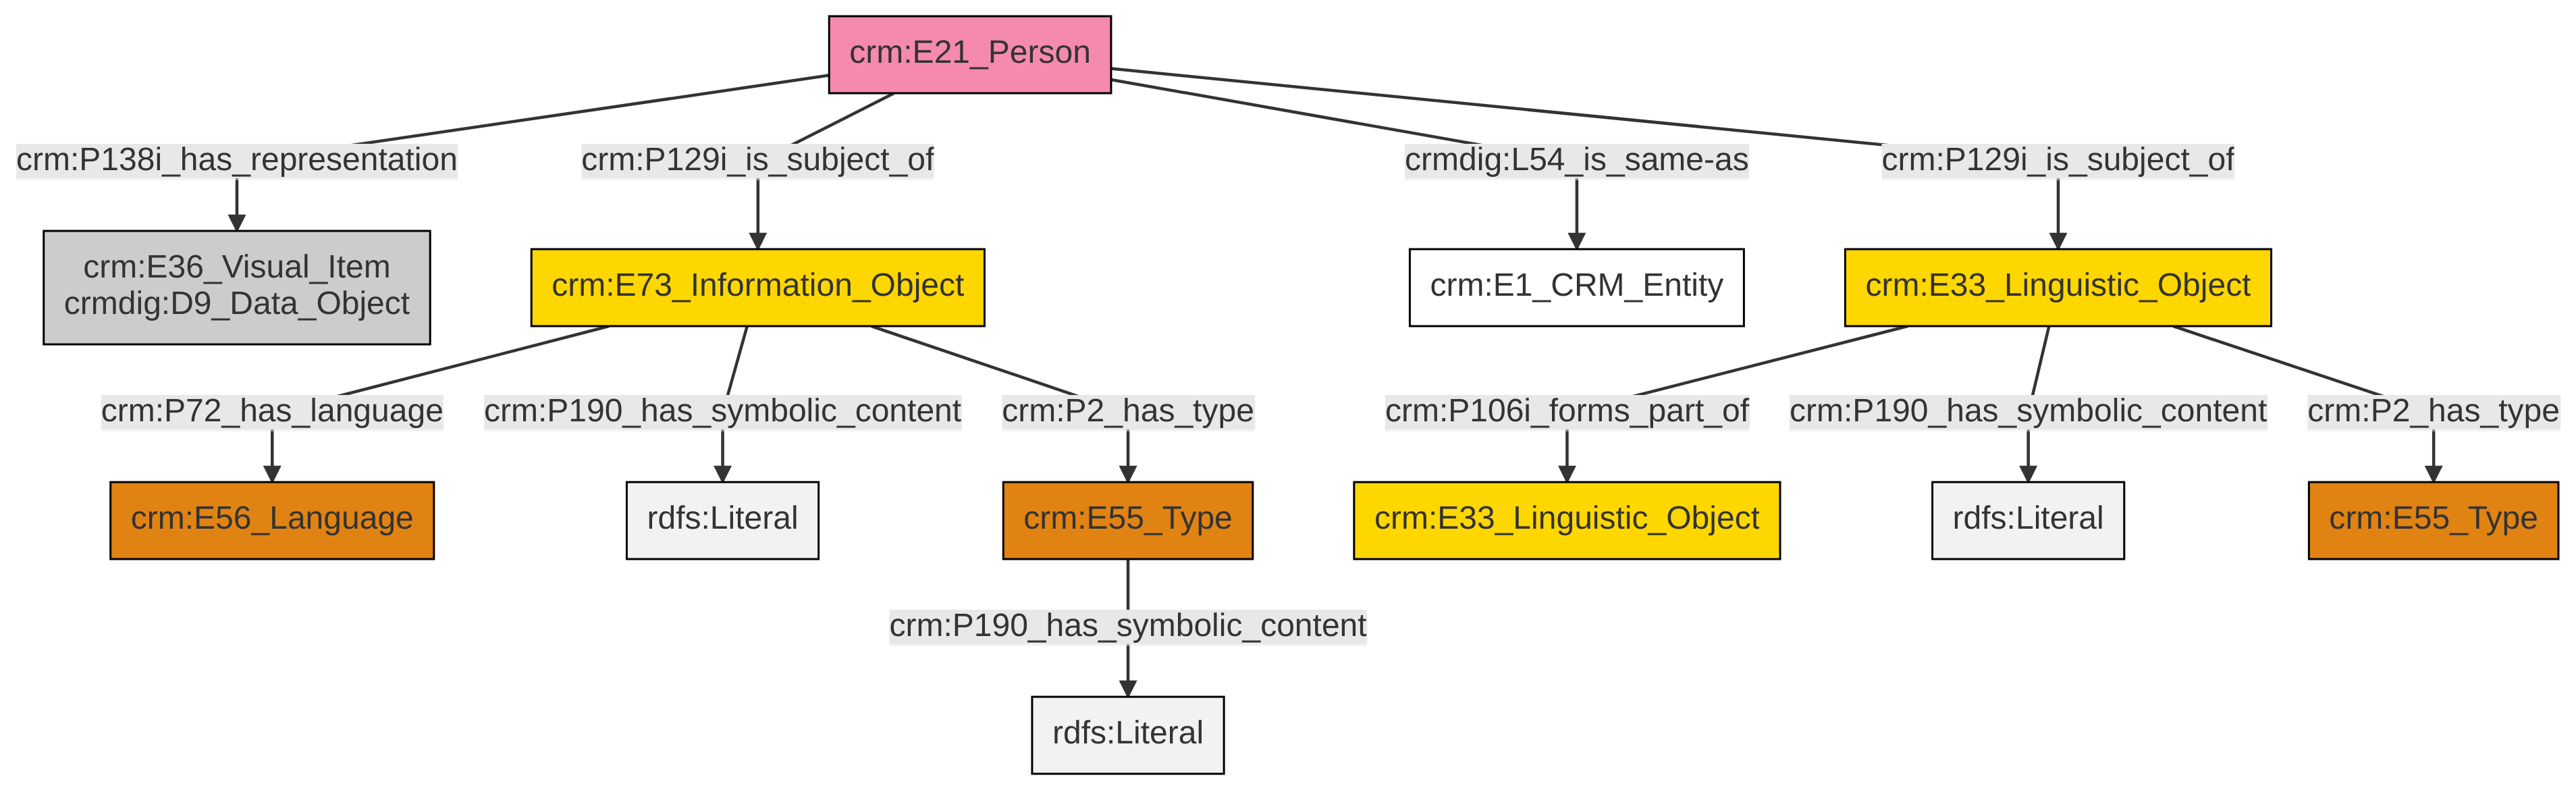 crm:E21_Person
crm:P138i_has_representation
crm:P129i_is_subject_of
crmdig:L54_is_same-as
crm:P129i_is_subject_of
crm:E36_Visual_Item
crmdig:D9_Data_Object
crm:E73_Information_Object
crm:E1_CRM_Entity
crm:E33_Linguistic_Object
crm:P72_has_language
crm:P190_has_symbolic_content
crm:P2_has_type
crm:P106i_forms_part_of
crm:P190_has_symbolic_content
crm:P2_has_type
crm:E56_Language
rdfs:Literal
crm:E55_Type
crm:E33_Linguistic_Object
rdfs:Literal
crm:E55_Type
crm:P190_has_symbolic_content
rdfs:Literal